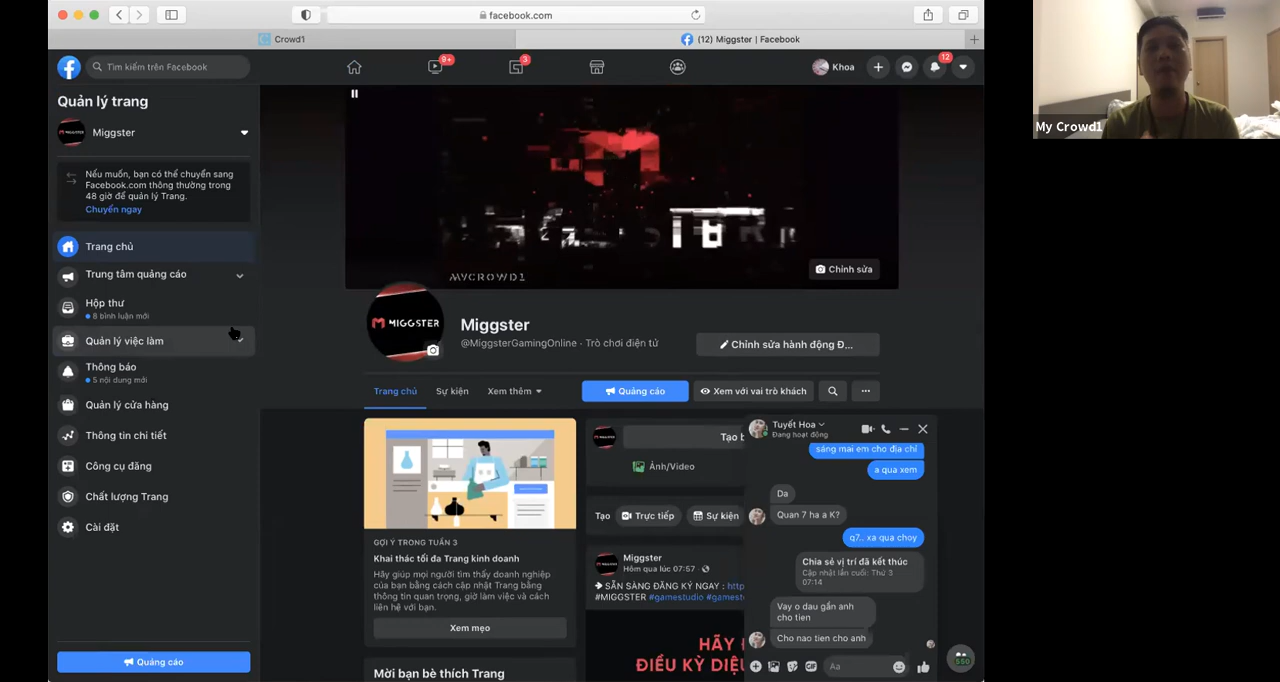 facebook.com
Crowd1
(12) Miggster | Facebook
Tìm kiếm trên Facebook
9+
3
Khoa
12
Quản lý trang
Miggster
Nếu muốn, bạn có thể chuyển sang
Facebook.com thông thường trong
48 giờ để quản lý Trang.
Chuyển ngay
Trang chủ
Trung tâm quảng cáo
Hộp thư
8 bình luận mới
Quản lý việc làm
Thông báo
5 nội dung mới
Quản lý cửa hàng
Thông tin chi tiết
Công cụ đăng
Chất lượng Trang
Cài đặt
Quảng cáo
MYCROWD1
Chỉnh sửa
MIGGSTER
Miggster
@MiggsterGamingOnline · Trò chơi điện tử
Chỉnh sửa hành động Đ...
Trang chủ
Sự kiện
Xem thêm
Quảng cáo
Xem với vai trò khách
GỢI Ý TRONG TUẦN 3
Khai thác tối đa Trang kinh doanh
Hãy giúp mọi người tìm thấy doanh nghiệp
của bạn bằng cách cập nhật Trang bằng
thông tin quan trọng, giờ làm việc và cách
liên hệ với bạn.
Xem mẹo
Mời bạn bè thích Trang
Tạo b
Ảnh/Video
Tạo
Trực tiếp
Sự kiện
Miggster
Hôm qua lúc 07:57 ·
SẴN SÀNG ĐĂNG KÝ NGAY : http
#MIGGSTER #gamestudio #gamest
HÃY
ĐIỀU KỲ DIỆU
Tuyết Hoa
Đang hoạt động
sáng mai em cho địa chỉ
a qua xem
Da
Quan 7 ha a K?
q7.. xa qua choy
Chia sẻ vị trí đã kết thúc
Cập nhật lần cuối: Thứ 3
07:14
Vay o dau gần anh
cho tien
Cho nao tien cho anh
GIF
Aa
My Crowd1